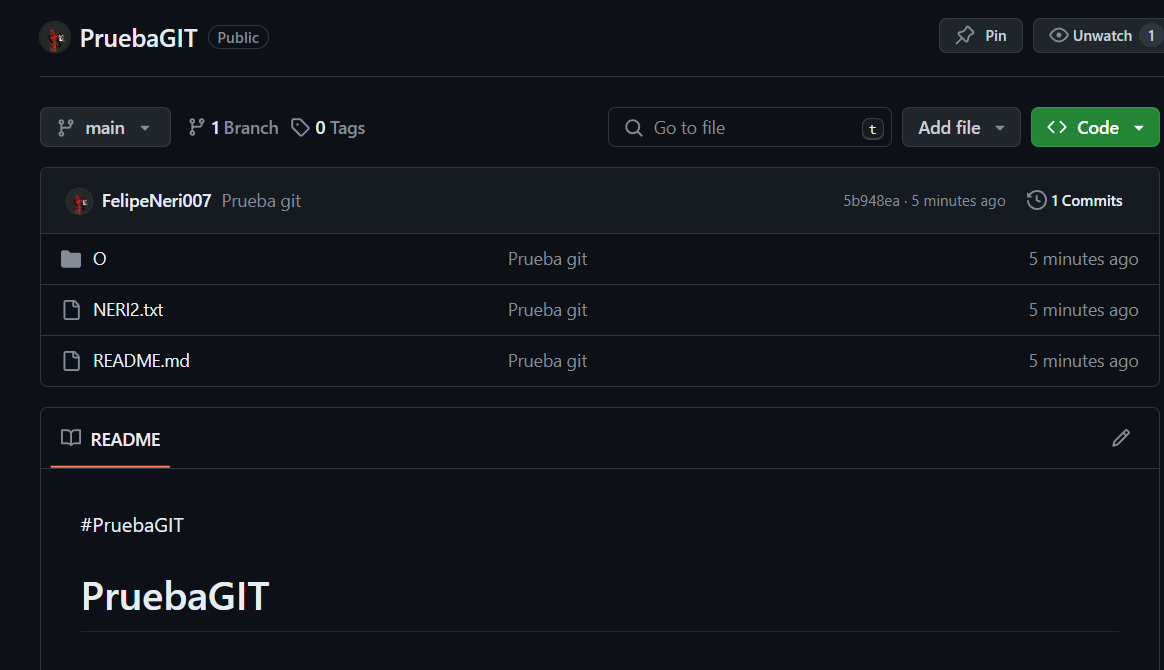 PruebaGIT Public Pin Unwatch 1
main 1 Branch 0 Tags Go to file t Add file Code
FelipeNeri007 Prueba git 5b948ea · 5 minutes ago 1 Commits
O Prueba git 5 minutes ago
NERI2.txt Prueba git 5 minutes ago
README.md Prueba git 5 minutes ago
README
#PruebaGIT
PruebaGIT